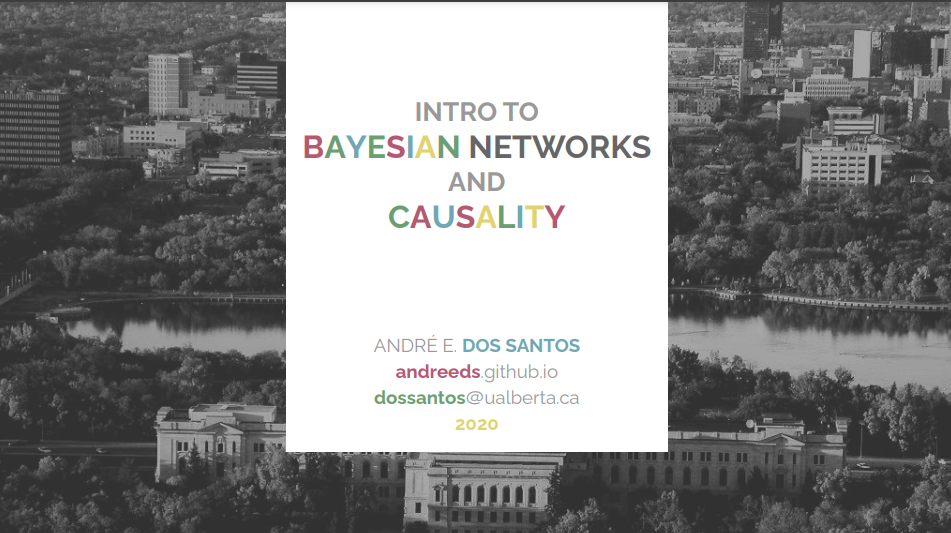 INTRO TO
BAYESIAN NETWORKS
AND
CAUSALITY
ANDRÉ E. DOS SANTOS
andreeds.github.io
dossantos@ualberta.ca
2020